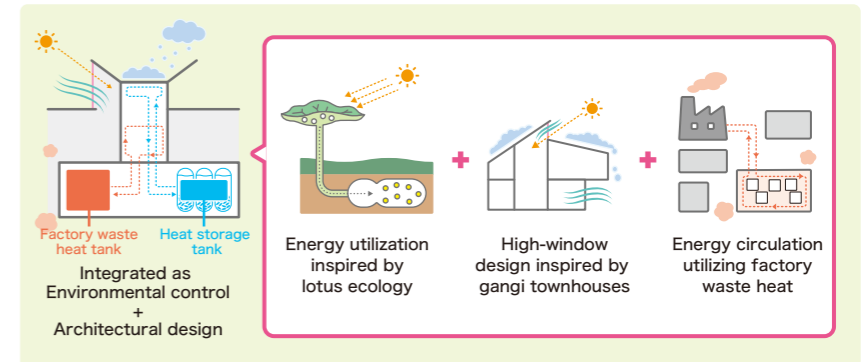 Factory waste
heat tank
Heat storage
tank
Integrated as
Environmental control
+
Architectural design
Energy utilization
inspired by
lotus ecology
+
High-window
design inspired by
gangi townhouses
+
Energy circulation
utilizing factory
waste heat